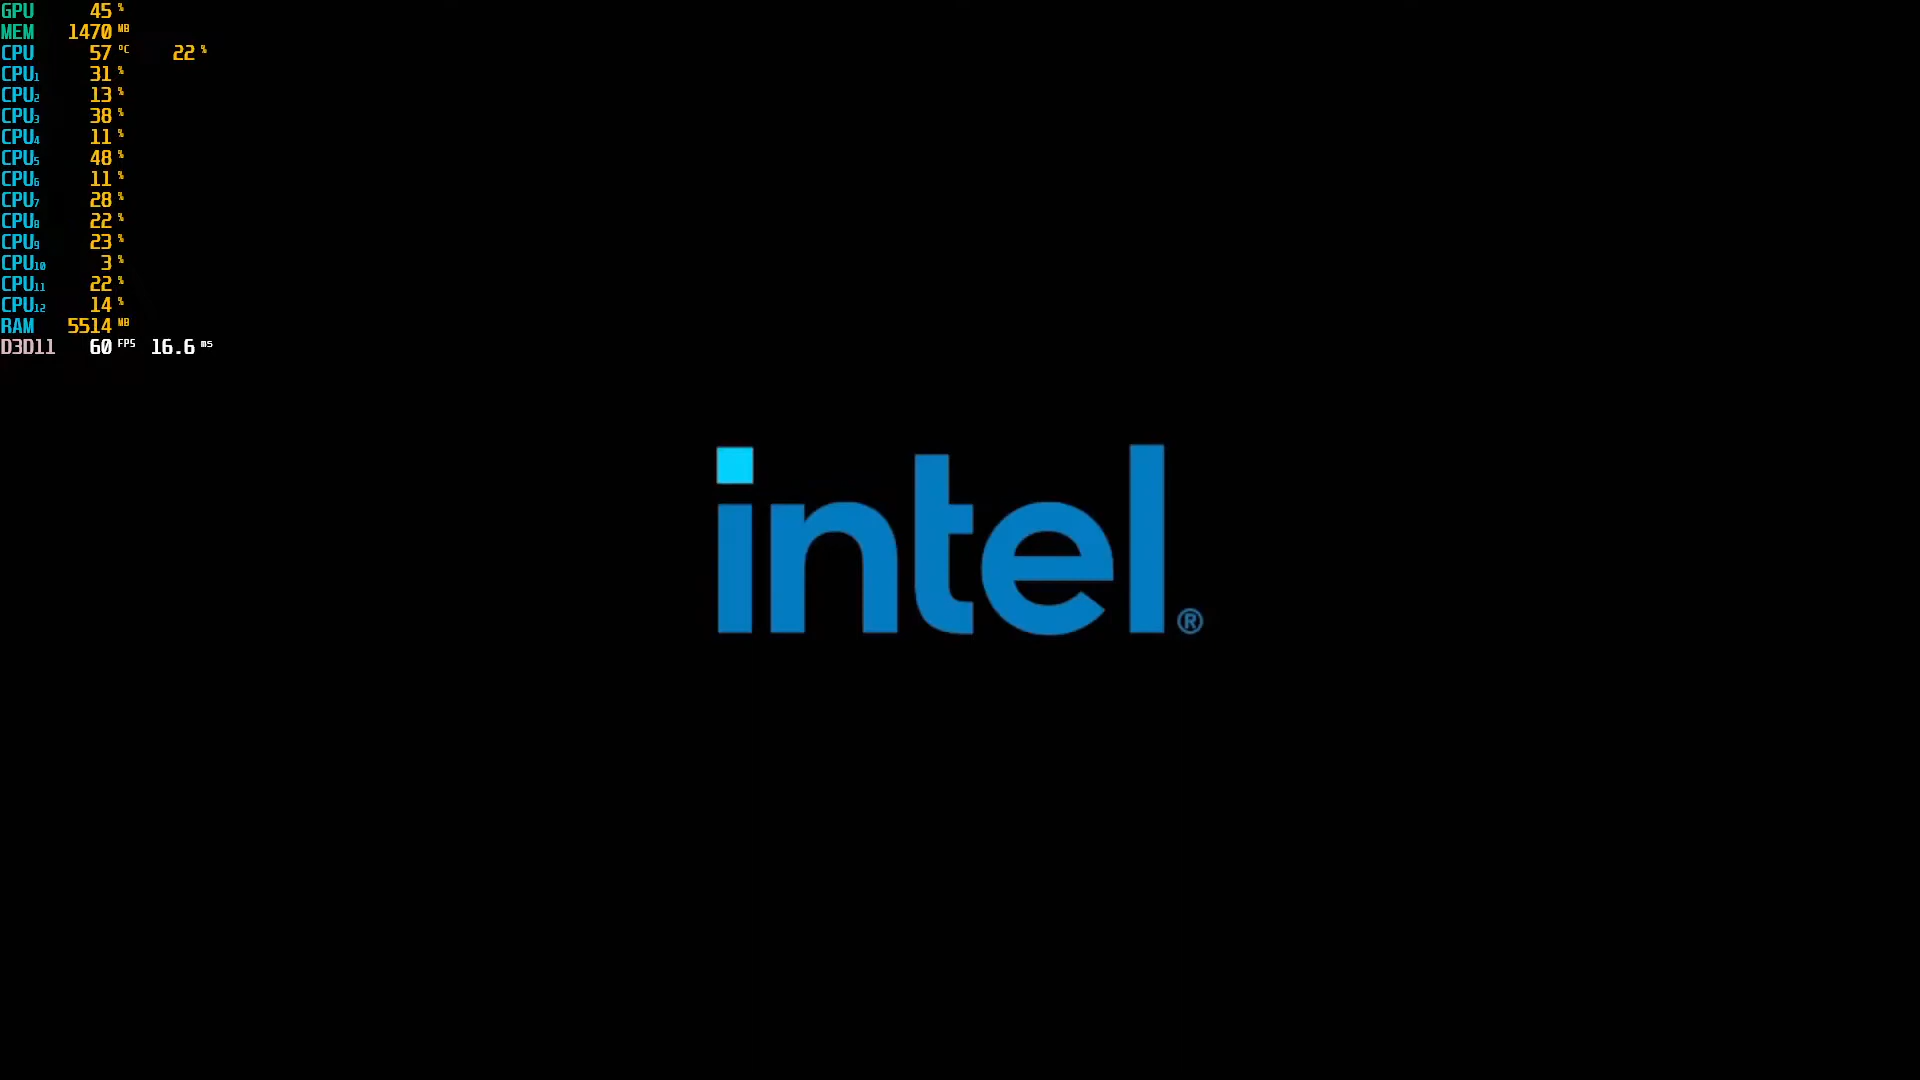 GPU 45 %
MEM 1470 MB
CPU 57 °C 22 %
CPU1 31 %
CPU2 13 %
CPU3 38 %
CPU4 11 %
CPU5 48 %
CPU6 11 %
CPU7 28 %
CPU8 22 %
CPU9 23 %
CPU10 3 %
CPU11 22 %
CPU12 14 %
RAM 5514 MB
D3D11 60 FPS 16.6 ms
intel®